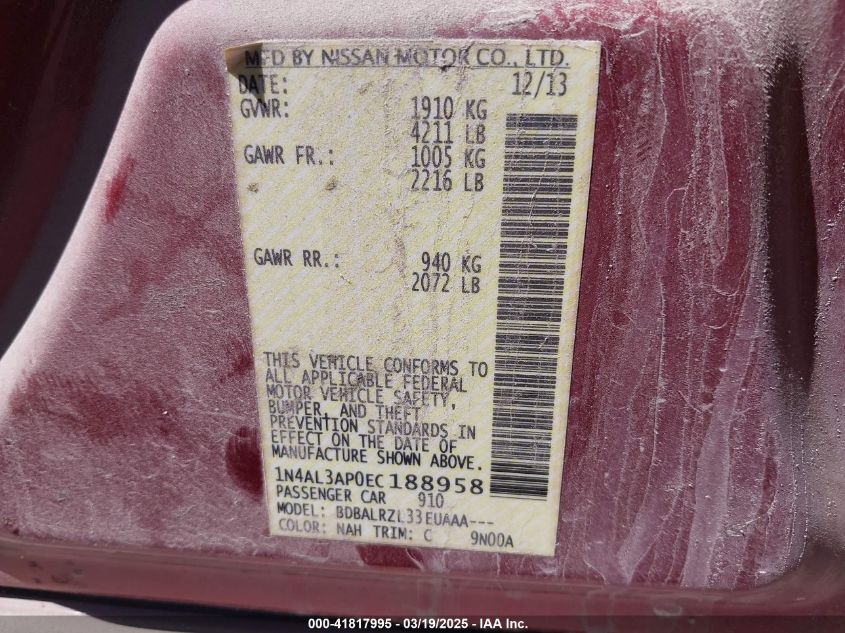 MFD BY NISSAN MOTOR CO., LTD.
DATE: 12/13
GVWR: 1910 KG
4211 LB
GAWR FR.: 1005 KG
2216 LB
GAWR RR.: 940 KG
2072 LB
THIS VEHICLE CONFORMS TO
ALL APPLICABLE FEDERAL
MOTOR VEHICLE SAFETY,
BUMPER, AND THEFT
PREVENTION STANDARDS IN
EFFECT ON THE DATE OF
MANUFACTURE SHOWN ABOVE.
1N4AL3AP0EC188958
PASSENGER CAR 910
MODEL: BDBALRZL33EUAAA---
COLOR: NAH TRIM: C 9N00A
000-41817995 - 03/19/2025 - IAA Inc.